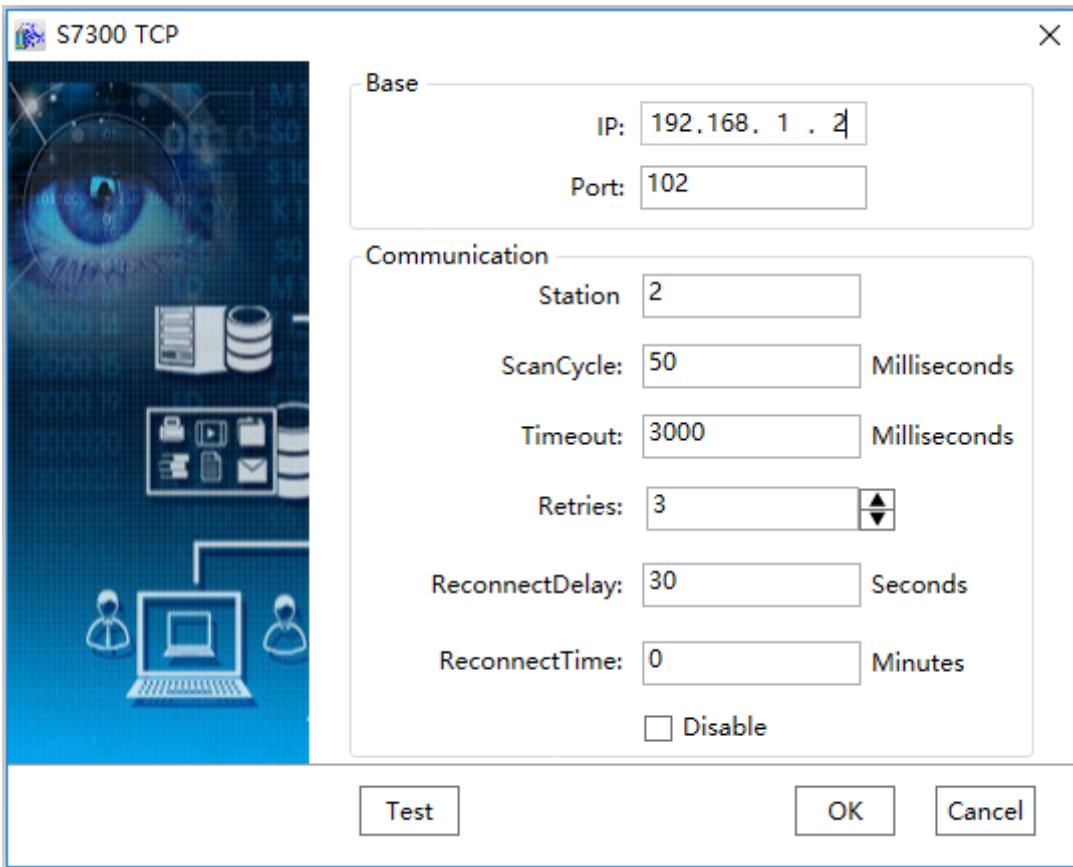 S7300 TCP
Base
IP: 192.168. 1 . 2
Port: 102
Communication
Station 2
ScanCycle: 50 Milliseconds
Timeout: 3000 Milliseconds
Retries: 3
ReconnectDelay: 30 Seconds
ReconnectTime: 0 Minutes
Disable
Test OK Cancel